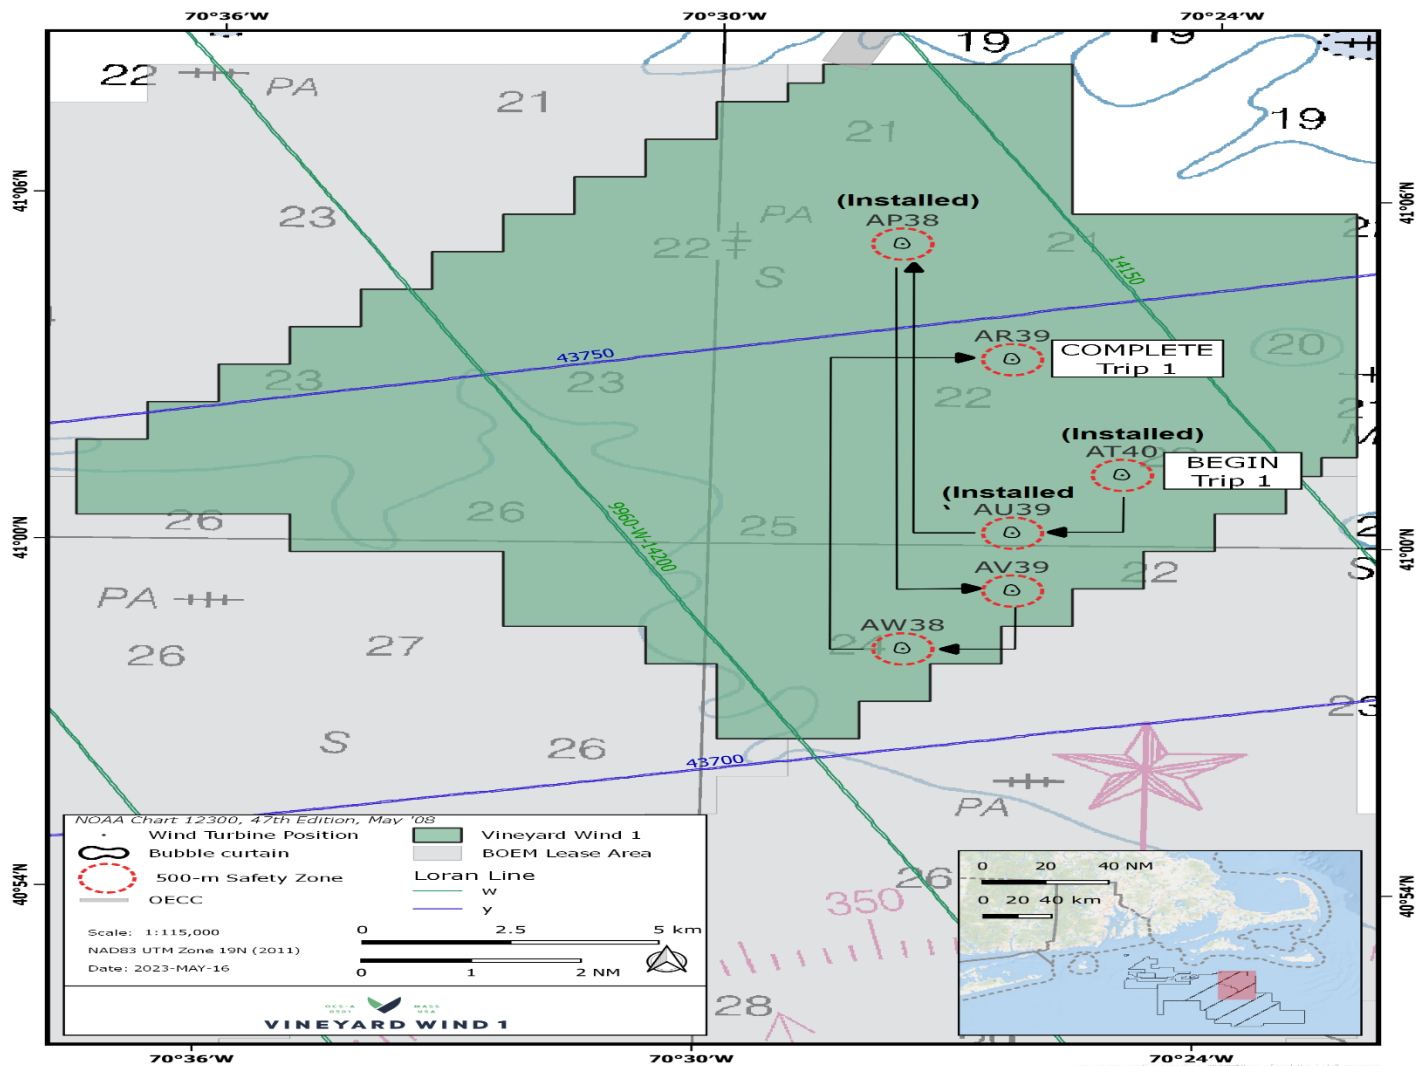 70°36'W
70°30'W
70°24'W
22
PA
21
19
19
19
21
41°06'N
41°06'N
23
(Installed)
AP38
PA
22
S
21
14150
43750
AR39
COMPLETE
Trip 1
20
23
23
22
(Installed)
AT40
BEGIN
Trip 1
(Installed
AU39
26
26
25
9960-W-14200
41°00'N
41°00'N
S
AV39
22
PA
AW38
24
26
27
23
S
26
43700
PA
NOAA Chart 12300, 47th Edition, May '08
Wind Turbine Position
Vineyard Wind 1
Bubble curtain
BOEM Lease Area
500-m Safety Zone
Loran Line
OECC
w
y
Scale: 1:115,000
NAD83 UTM Zone 19N (2011)
Date: 2023-MAY-16
0 2.5 5 km
0 1 2 NM
OCS-A
0501
MASS
USA
VINEYARD WIND 1
40°54'N
40°54'N
26
350
28
0 20 40 NM
0 20 40 km
70°36'W
70°30'W
70°24'W